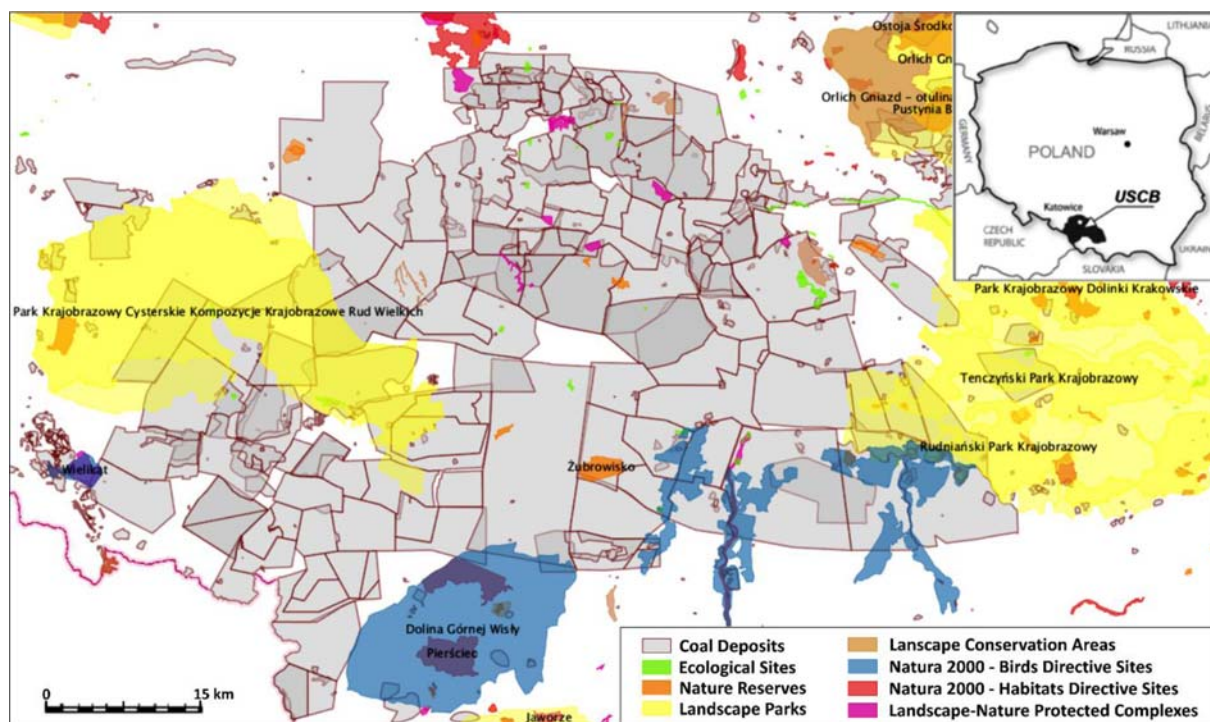 Ostoja Środko
Orlich Gn
Orlich Gniazd - otulina
Pustynia B
LITHUANIA
RUSSIA
GERMANY
BELARUS
Warsaw
POLAND
Katowice
USCB
CZECH
REPUBLIC
UKRAI
SLOVAKIA
Park Krajobrazowy Dolinki Krakowskie
Park Krajobrazowy Cysterskie Kompozycje Krajobrazowe Rud Wielkich
Tenczyński Park Krajobrazowy
Rudniański Park Krajobrazowy
Wielikat
Żubrowisko
Dolina Górnej Wisły
Pierściec
Jaworze
0 15 km
Coal Deposits
Ecological Sites
Nature Reserves
Landscape Parks
Lanscape Conservation Areas
Natura 2000 - Birds Directive Sites
Natura 2000 - Habitats Directive Sites
Landscape-Nature Protected Complexes